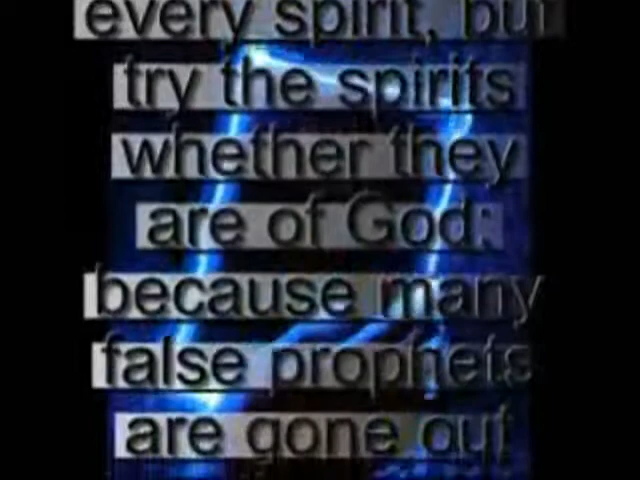 every spirit, but
try the spirits
whether they
are of God:
because many
false prophets
are gone out